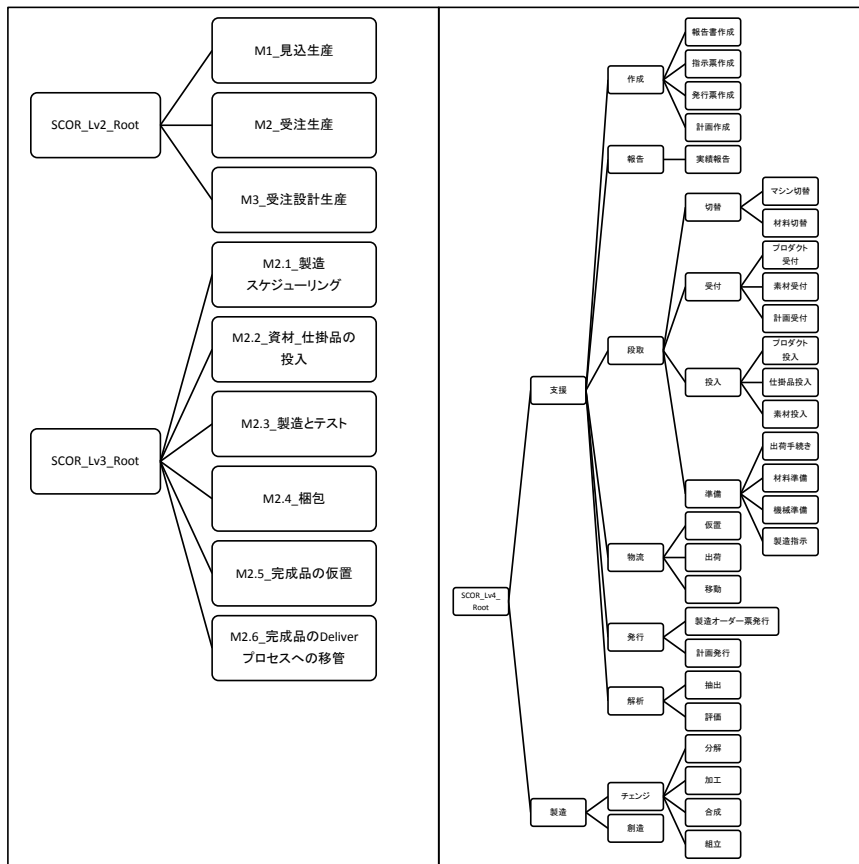 M1_見込生産
SCOR_Lv2_Root
M2_受注生産
M3_受注設計生産
M2.1_製造
スケジューリング
M2.2_資材_仕掛品の
投入
M2.3_製造とテスト
SCOR_Lv3_Root
M2.4_梱包
M2.5_完成品の仮置
M2.6_完成品のDeliver
プロセスへの移管
報告書作成
指示票作成
作成
発行票作成
計画作成
報告
実績報告
マシン切替
切替
材料切替
プロダクト
受付
受付
素材受付
計画受付
段取
プロダクト
投入
投入
仕掛品投入
素材投入
支援
出荷手続き
材料準備
準備
機械準備
製造指示
仮置
物流
出荷
移動
SCOR_Lv4_
Root
製造オーダー票発行
発行
計画発行
抽出
解析
評価
分解
加工
チェンジ
製造
合成
創造
組立